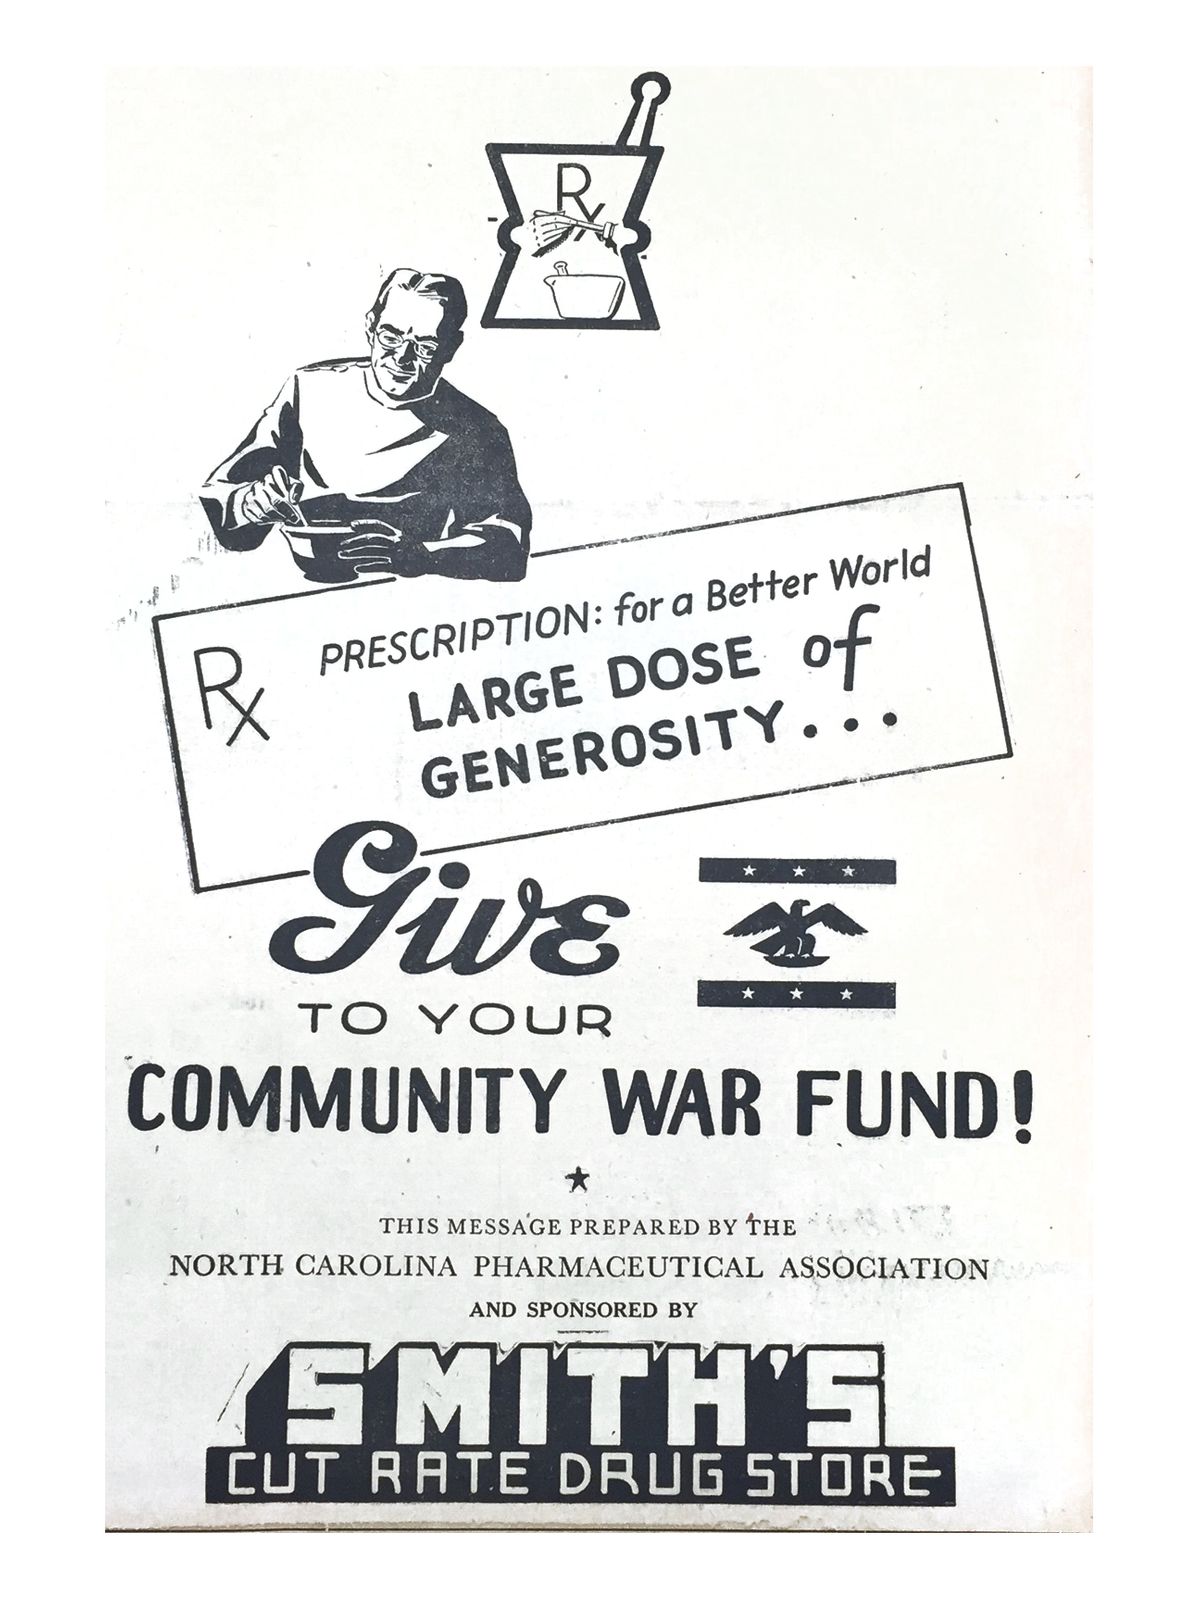 Rx
Rx
PRESCRIPTION: for a Better World
LARGE DOSE of
GENEROSITY...
Give
TO YOUR
COMMUNITY WAR FUND!
THIS MESSAGE PREPARED BY THE
NORTH CAROLINA PHARMACEUTICAL ASSOCIATION
AND SPONSORED BY
SMITH'S
CUT RATE DRUG STORE